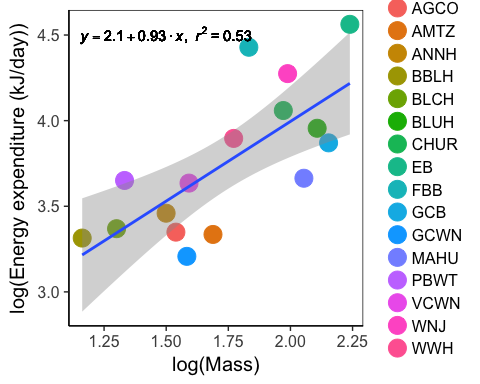 AGCO
AMTZ
ANNH
BBLH
BLCH
BLUH
CHUR
EB
FBB
GCB
GCWN
MAHU
PBWT
VCWN
WNJ
WWH
y = 2.1 + 0.93 · x, r² = 0.53
log(Energy expenditure (kJ/day))
4.5
4.0
3.5
3.0
1.25 1.50 1.75 2.00 2.25
log(Mass)